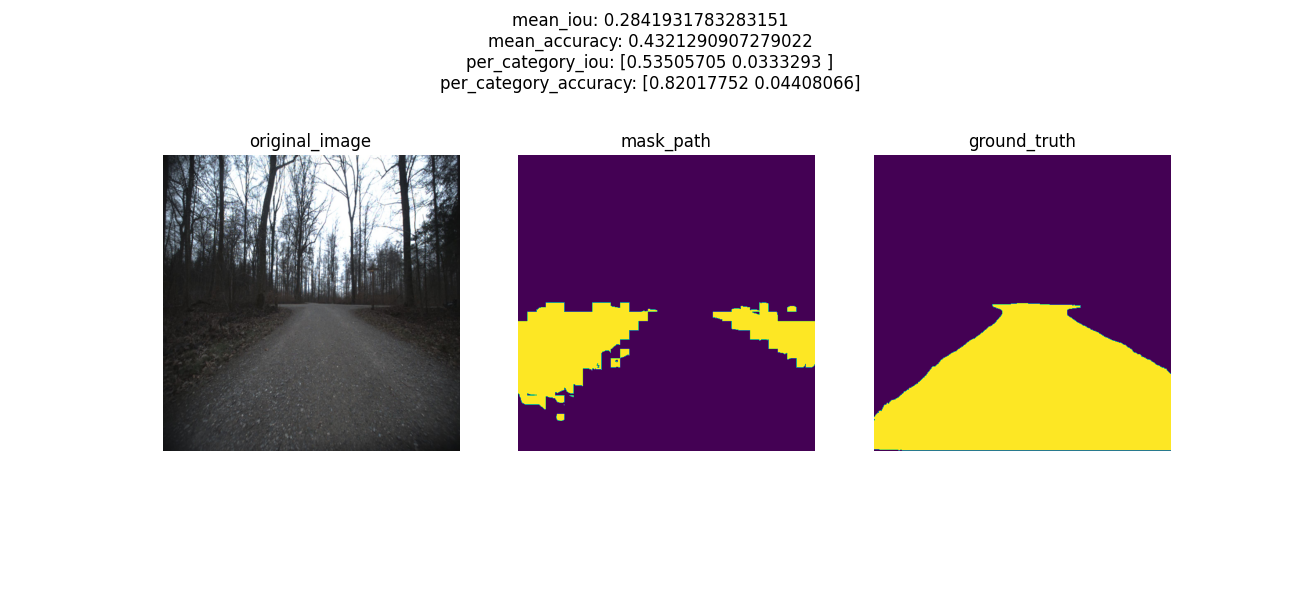 mean_iou: 0.2841931783283151
mean_accuracy: 0.4321290907279022
per_category_iou: [0.53505705 0.0333293 ]
per_category_accuracy: [0.82017752 0.04408066]
original_image
mask_path
ground_truth